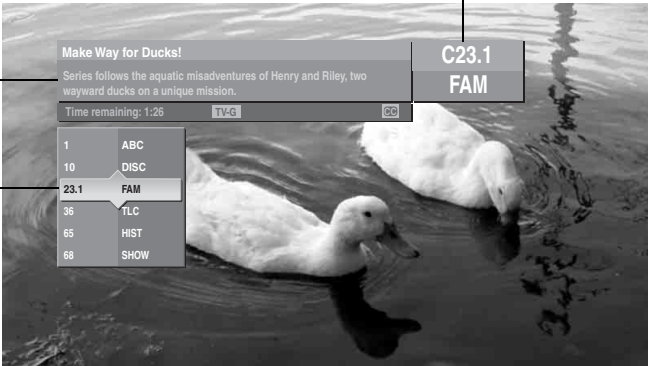 Make Way for Ducks!
Series follows the aquatic misadventures of Henry and Riley, two
wayward ducks on a unique mission.
Time remaining: 1:26 TV-G CC
C23.1
FAM
1 ABC
10 DISC
23.1 FAM
36 TLC
65 HIST
68 SHOW